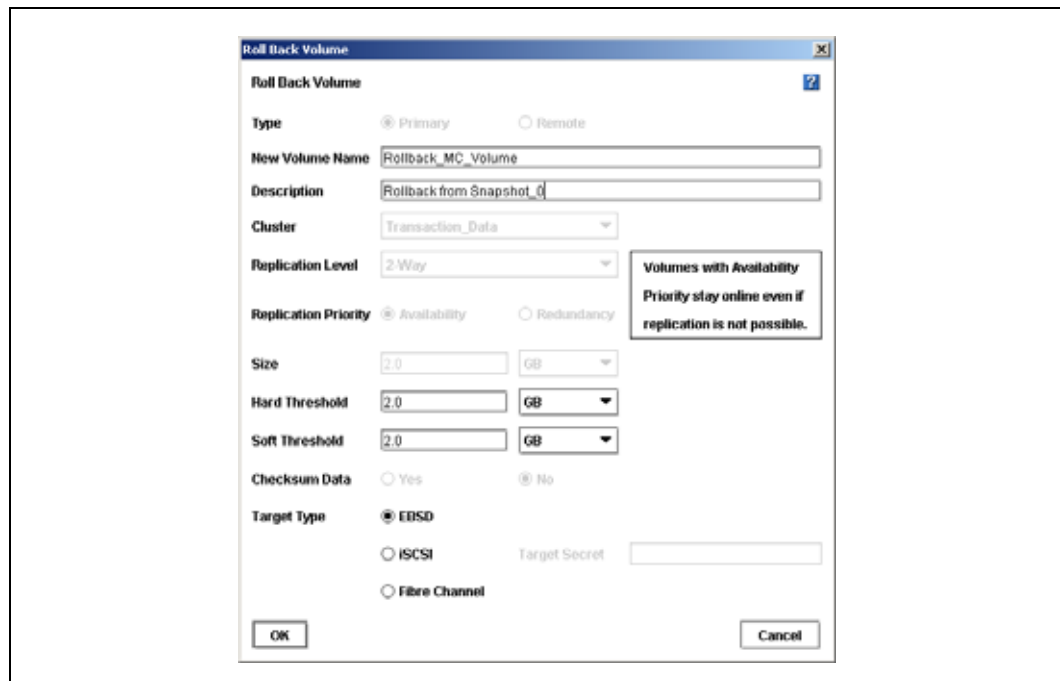 Roll Back Volume
Roll Back Volume
Type Primary Remote
New Volume Name Rollback_MC_Volume
Description Rollback from Snapshot_0
Cluster Transaction_Data
Replication Level 2-Way
Volumes with Availability
Priority stay online even if
replication is not possible.
Replication Priority Availability Redundancy
Size 2.0 GB
Hard Threshold 2.0 GB
Soft Threshold 2.0 GB
Checksum Data Yes No
Target Type EBSD
iSCSI Target Secret
Fibre Channel
OK Cancel